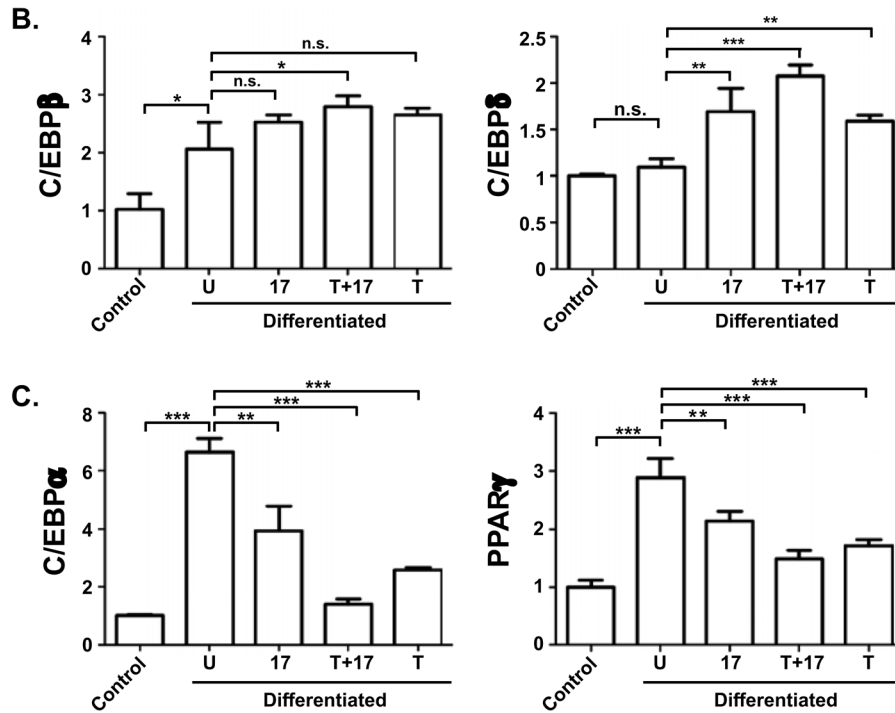 B.
C/EBPβ
4
3
2
1
0
*
n.s.
*
n.s.
Control
U
17
T+17
T
Differentiated
C/EBPδ
2.5
2
1.5
1
0.5
0
n.s.
**
***
**
Control
U
17
T+17
T
Differentiated
C.
C/EBPα
8
6
4
2
0
***
**
***
***
Control
U
17
T+17
T
Differentiated
PPARγ
4
3
2
1
0
***
**
***
***
Control
U
17
T+17
T
Differentiated